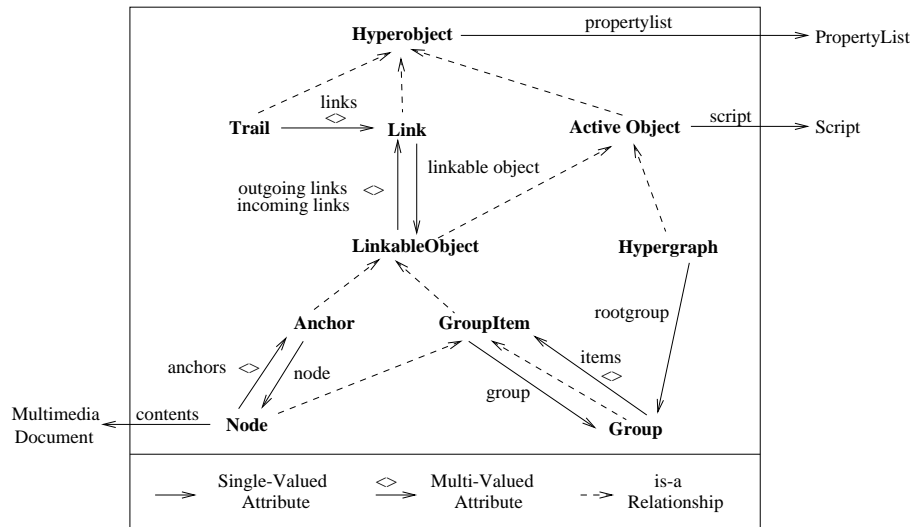 propertylist
Hyperobject
PropertyList
links
Trail
Link
Active Object
script
Script
linkable object
outgoing links
incoming links
LinkableObject
Hypergraph
rootgroup
Anchor
GroupItem
anchors
node
items
group
Multimedia
Document
contents
Node
Group
Single-Valued
Attribute
Multi-Valued
Attribute
is-a
Relationship